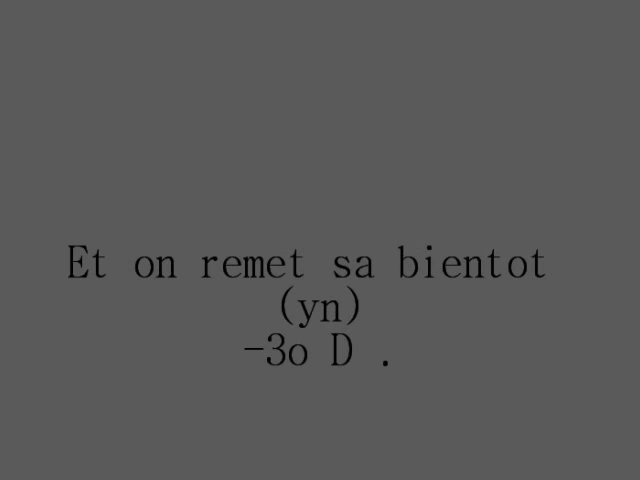 Et on remet sa bientot
(yn)
-3o D .